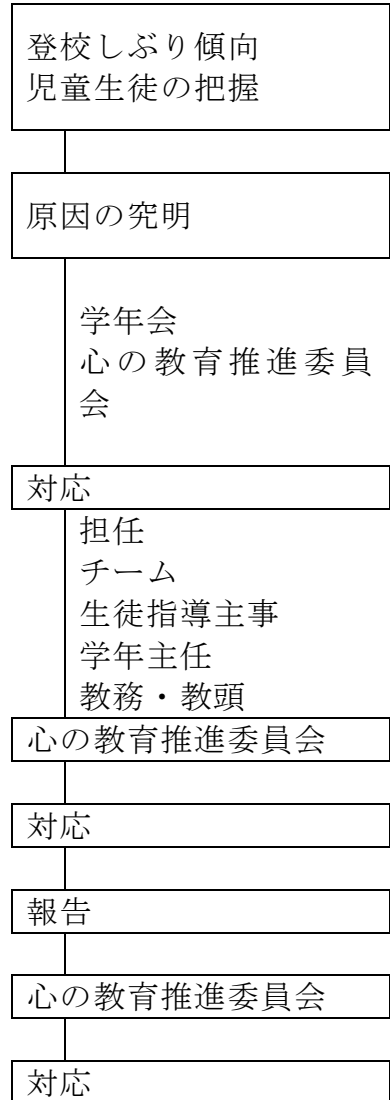 登校しぶり傾向
児童生徒の把握
原因の究明
学年会
心の教育推進委員
会
対応
担任
チーム
生徒指導主事
学年主任
教務・教頭
心の教育推進委員会
対応
報告
心の教育推進委員会
対応